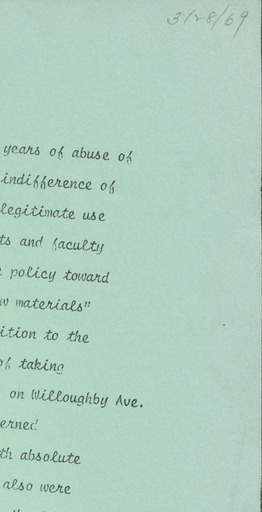 3/28/69
years of abuse of
indifference of
legitimate use
ts and faculty
policy toward
w materials"
ition to the
of taking
on Willoughby Ave.
erned
th absolute
also were